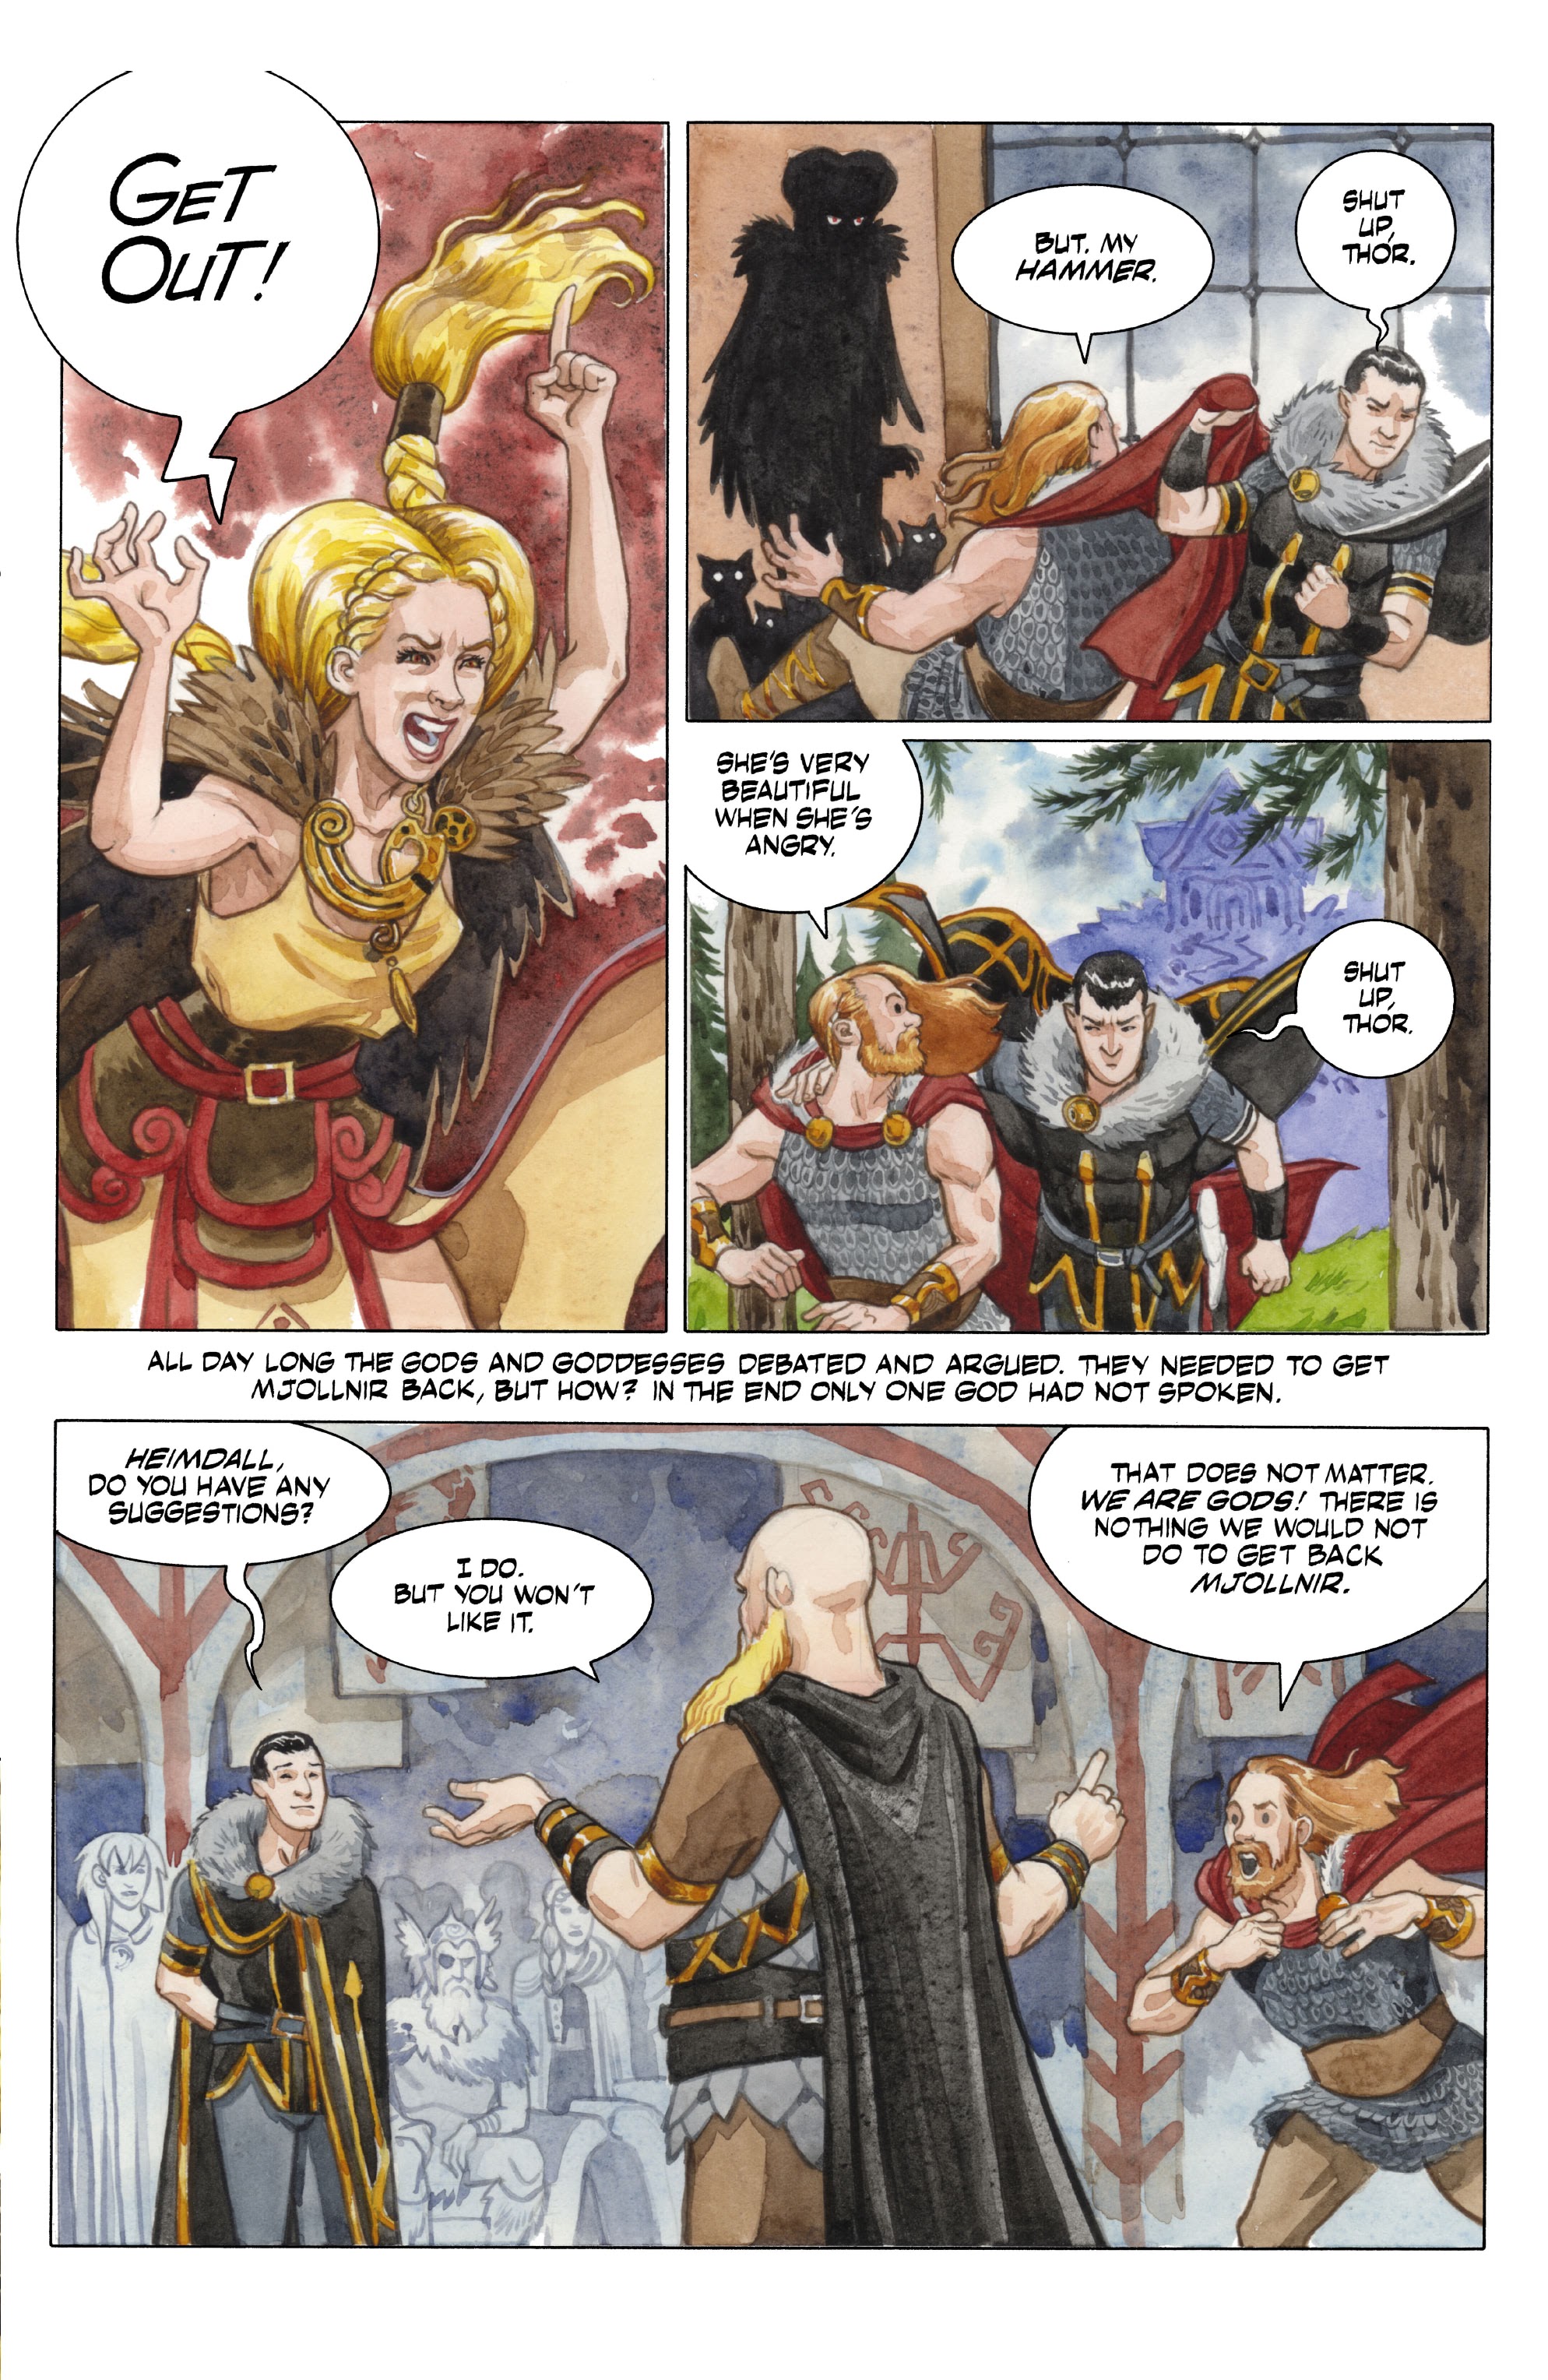 GET
OUT!
BUT. MY
HAMMER.
SHUT
UP,
THOR.
SHE'S VERY
BEAUTIFUL
WHEN SHE'S
ANGRY.
SHUT
UP,
THOR.
ALL DAY LONG THE GODS AND GODDESSES DEBATED AND ARGUED. THEY NEEDED TO GET
MJOLLNIR BACK, BUT HOW? IN THE END ONLY ONE GOD HAD NOT SPOKEN.
HEIMDALL,
DO YOU HAVE ANY
SUGGESTIONS?
I DO.
BUT YOU WON'T
LIKE IT.
THAT DOES NOT MATTER.
WE ARE GODS! THERE IS
NOTHING WE WOULD NOT
DO TO GET BACK
MJOLLNIR.